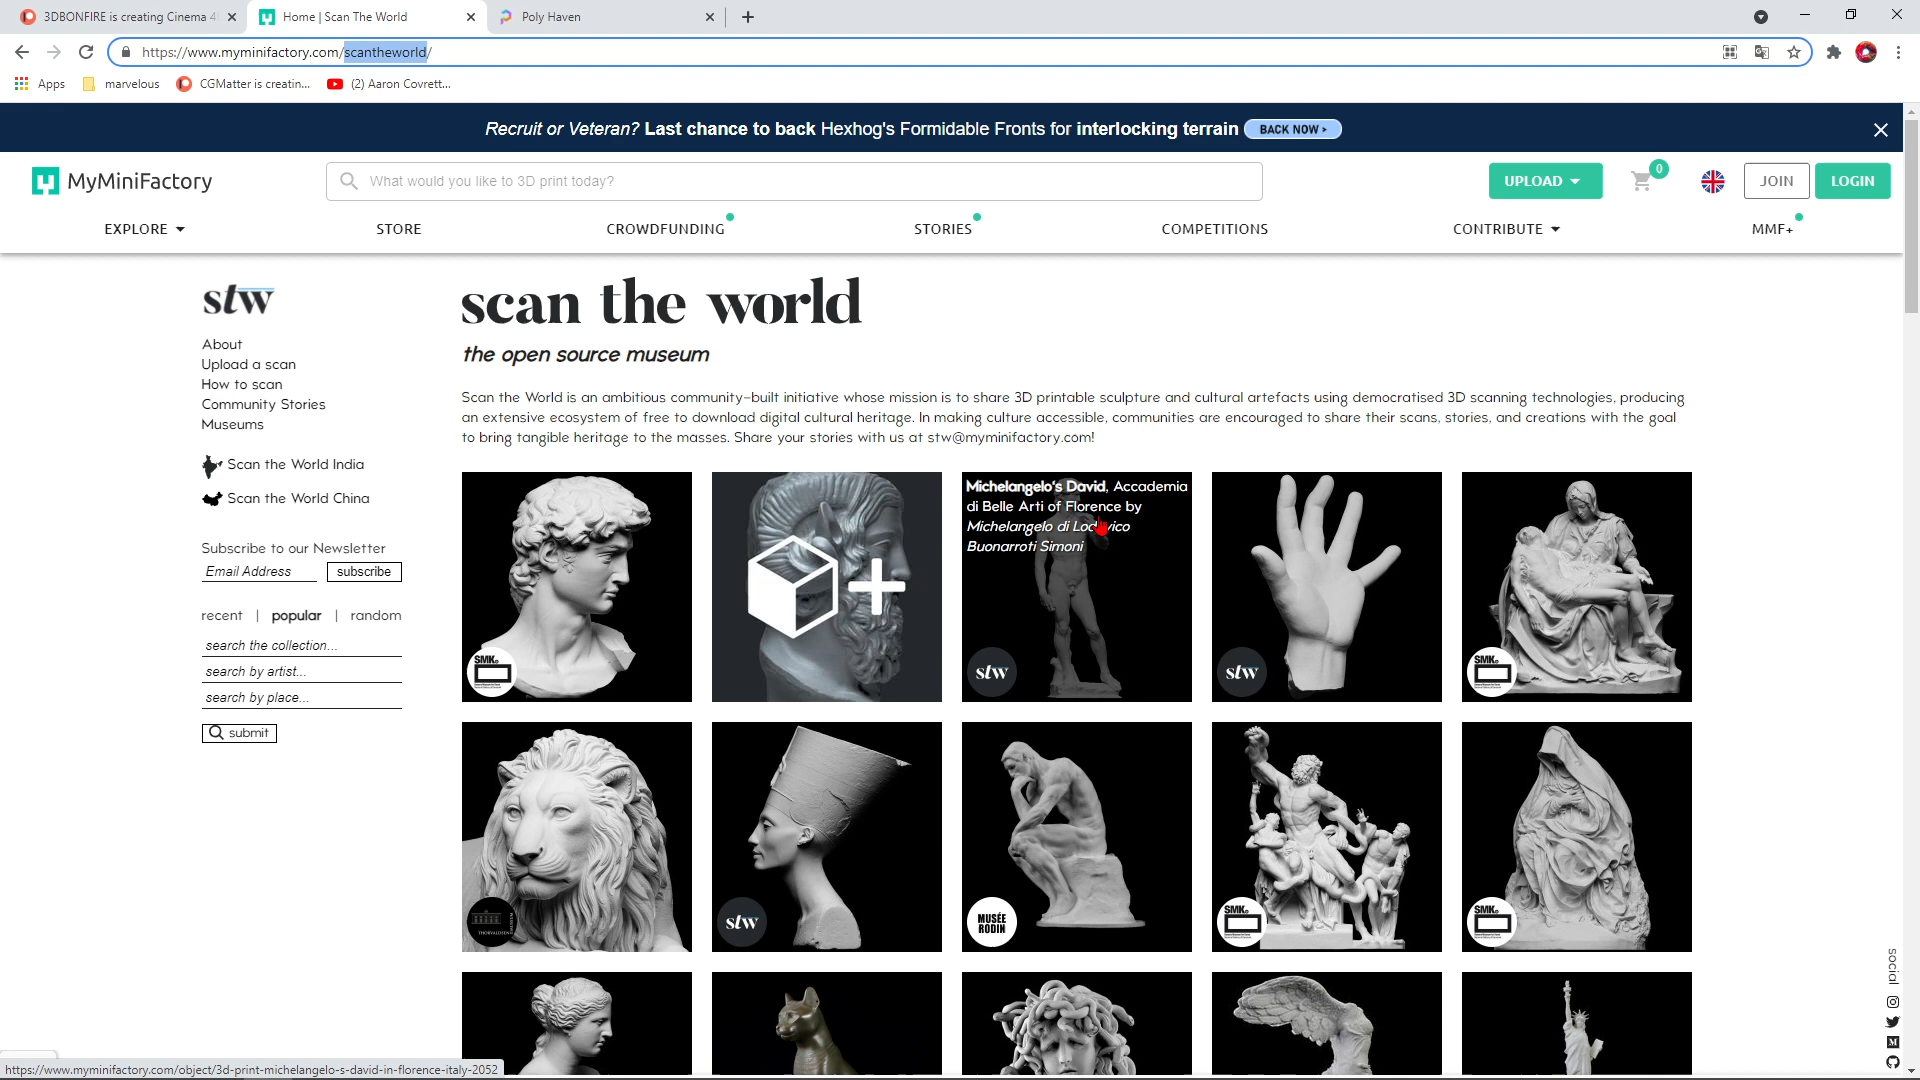 3DBONFIRE is creating Cinema 4
Home | Scan The World
Poly Haven
https://www.myminifactory.com/scantheworld/
Apps
marvelous
CGMatter is creatin...
(2) Aaron Covrett...
Recruit or Veteran? Last chance to back Hexhog's Formidable Fronts for interlocking terrain BACK NOW >
MyMiniFactory
What would you like to 3D print today?
UPLOAD
0
JOIN
LOGIN
EXPLORE
STORE
CROWDFUNDING
STORIES
COMPETITIONS
CONTRIBUTE
MMF+
stw
About
Upload a scan
How to scan
Community Stories
Museums
Scan the World India
Scan the World China
Subscribe to our Newsletter
Email Address
subscribe
recent | popular | random
search the collection...
search by artist...
search by place...
submit
scan the world
the open source museum
Scan the World is an ambitious community-built initiative whose mission is to share 3D printable sculpture and cultural artefacts using democratised 3D scanning technologies, producing
an extensive ecosystem of free to download digital cultural heritage. In making culture accessible, communities are encouraged to share their scans, stories, and creations with the goal
to bring tangible heritage to the masses. Share your stories with us at stw@myminifactory.com!
SMK
Michelangelo's David, Accademia
di Belle Arti of Florence by
Michelangelo di Lodovico
Buonarroti Simoni
stw
stw
SMK
THORVALDSENS
stw
MUSÉE
RODIN
SMK
SMK
social
https://www.myminifactory.com/object/3d-print-michelangelo-s-david-in-florence-italy-2052